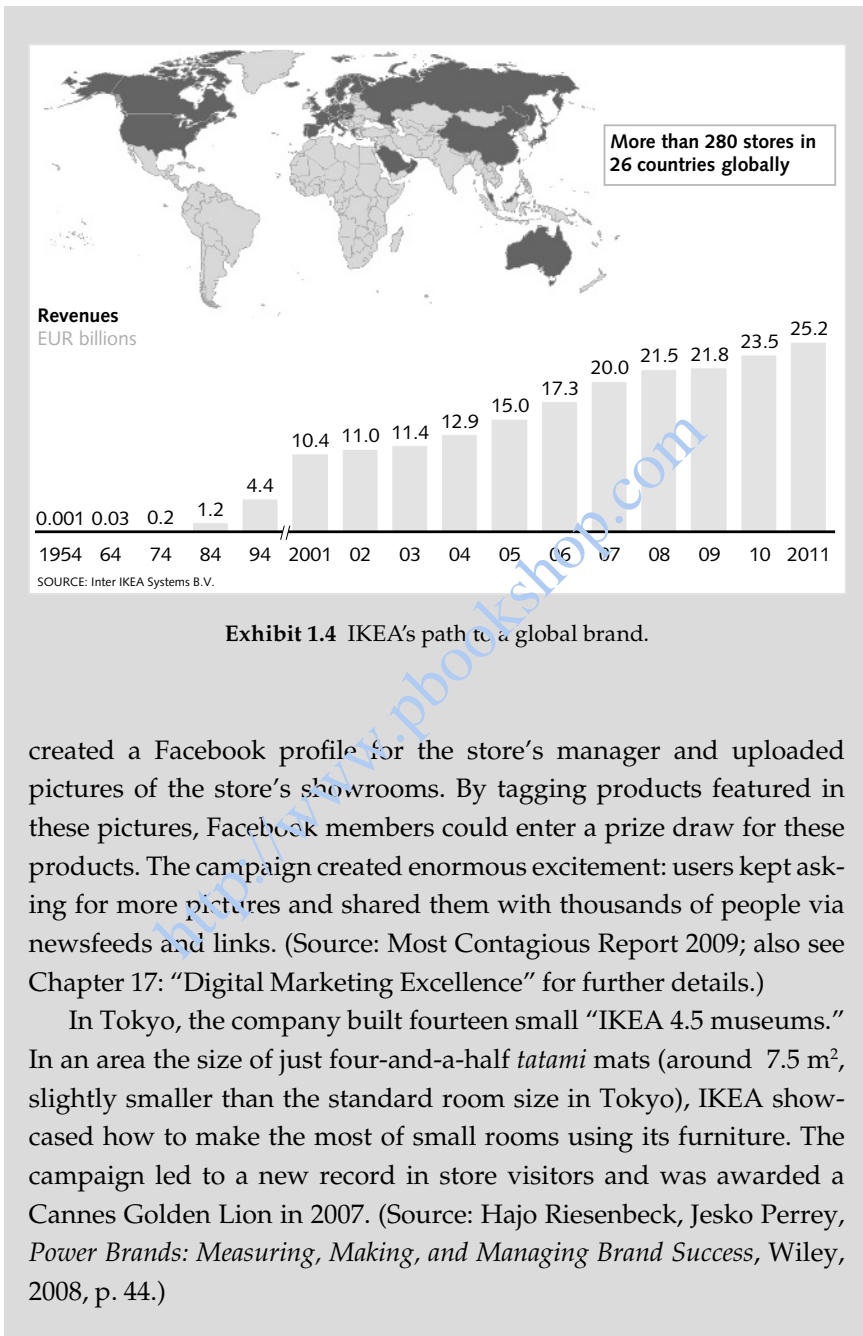 More than 280 stores in
26 countries globally
Revenues
EUR billions
0.001 0.03 0.2 1.2 4.4 10.4 11.0 11.4 12.9 15.0 17.3 20.0 21.5 21.8 23.5 25.2
1954 64 74 84 94 2001 02 03 04 05 06 07 08 09 10 2011
SOURCE: Inter IKEA Systems B.V.
Exhibit 1.4 IKEA’s path to a global brand.
created a Facebook profile for the store’s manager and uploaded
pictures of the store’s showrooms. By tagging products featured in
these pictures, Facebook members could enter a prize draw for these
products. The campaign created enormous excitement: users kept ask-
ing for more pictures and shared them with thousands of people via
newsfeeds and links. (Source: Most Contagious Report 2009; also see
Chapter 17: “Digital Marketing Excellence” for further details.)
In Tokyo, the company built fourteen small “IKEA 4.5 museums.”
In an area the size of just four-and-a-half tatami mats (around 7.5 m², 
slightly smaller than the standard room size in Tokyo), IKEA show-
cased how to make the most of small rooms using its furniture. The
campaign led to a new record in store visitors and was awarded a
Cannes Golden Lion in 2007. (Source: Hajo Riesenbeck, Jesko Perrey,
Power Brands: Measuring, Making, and Managing Brand Success, Wiley,
2008, p. 44.)
http://www.pbookshop.com